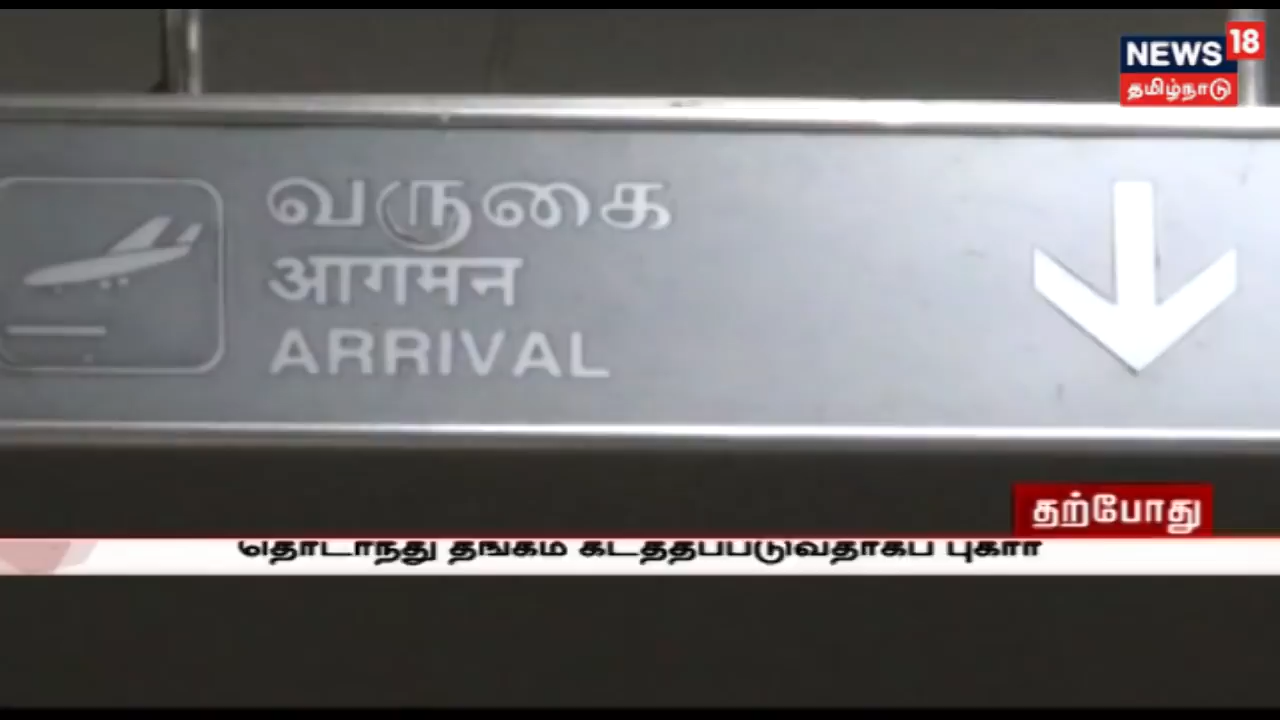 NEWS 18
தமிழ்நாடு
வருகை
आगमन
ARRIVAL
தற்போது
தொடர்ந்து தங்கம் கடத்தப்படுவதாகப் புகார்